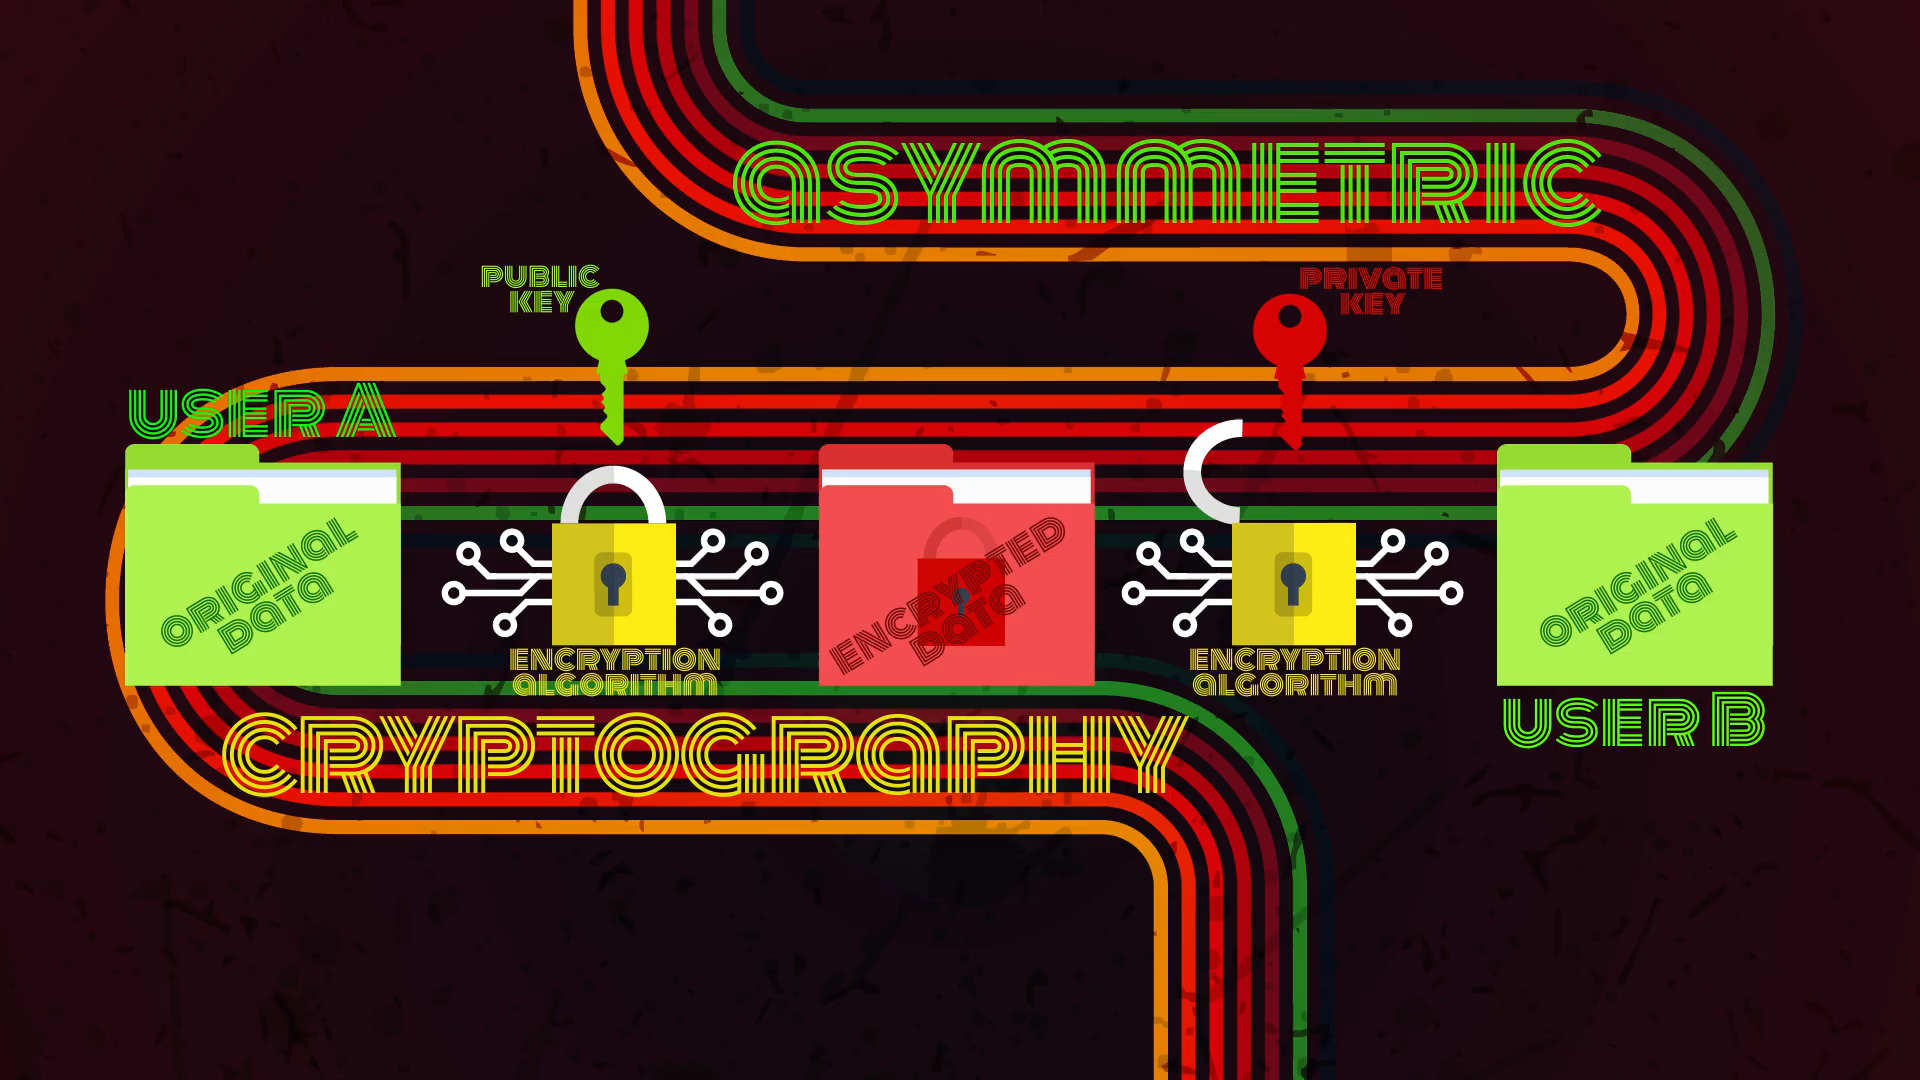 ASYMMETRIC
PUBLIC
KEY
PRIVATE
KEY
USER A
ORIGINAL
DATA
ENCRYPTION
ALGORITHM
ENCRYPTED
DATA
ENCRYPTION
ALGORITHM
ORIGINAL
DATA
USER B
CRYPTOGRAPHY